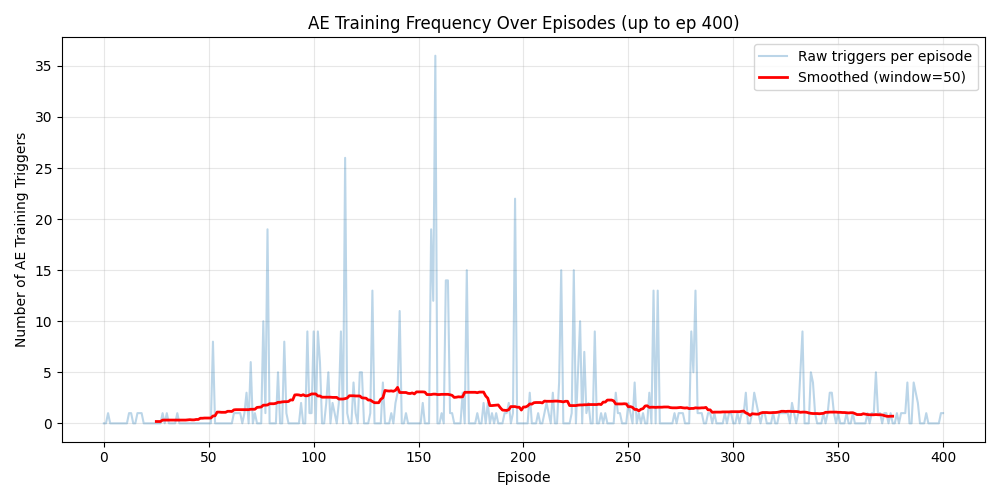 AE Training Frequency Over Episodes (up to ep 400)
Raw triggers per episode
Smoothed (window=50)
Number of AE Training Triggers
35
30
25
20
15
10
5
0
0 50 100 150 200 250 300 350 400
Episode